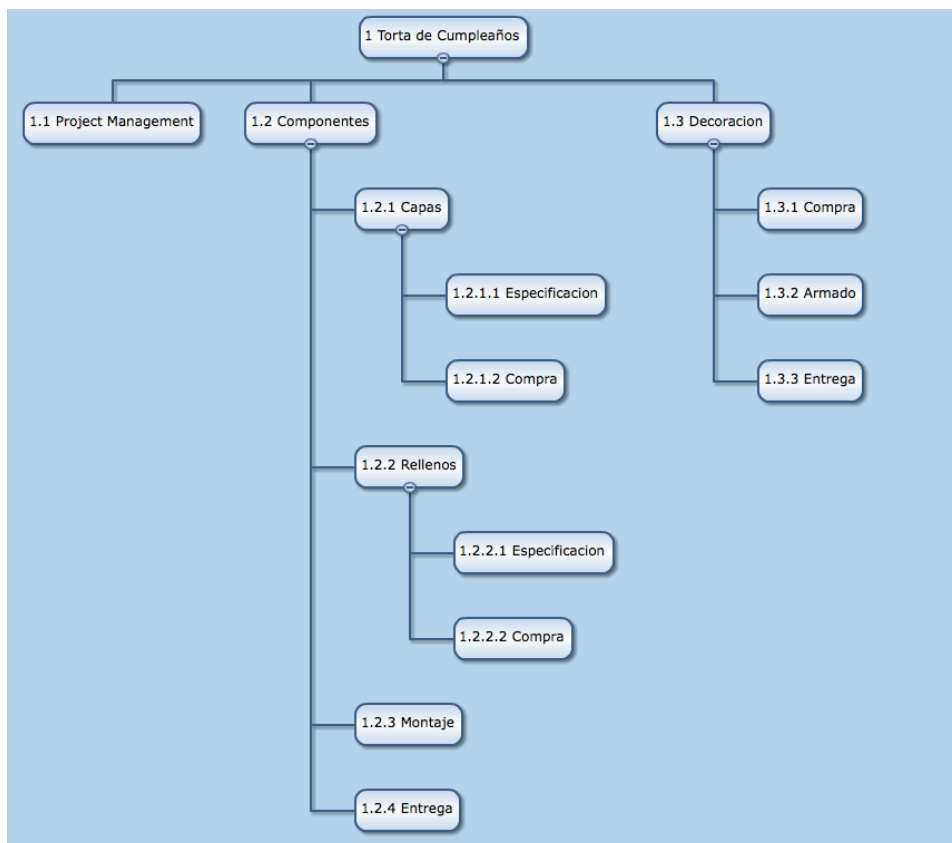 1 Torta de Cumpleaños
1.1 Project Management
1.2 Componentes
1.3 Decoracion
1.2.1 Capas
1.3.1 Compra
1.2.1.1 Especificacion
1.3.2 Armado
1.2.1.2 Compra
1.3.3 Entrega
1.2.2 Rellenos
1.2.2.1 Especificacion
1.2.2.2 Compra
1.2.3 Montaje
1.2.4 Entrega